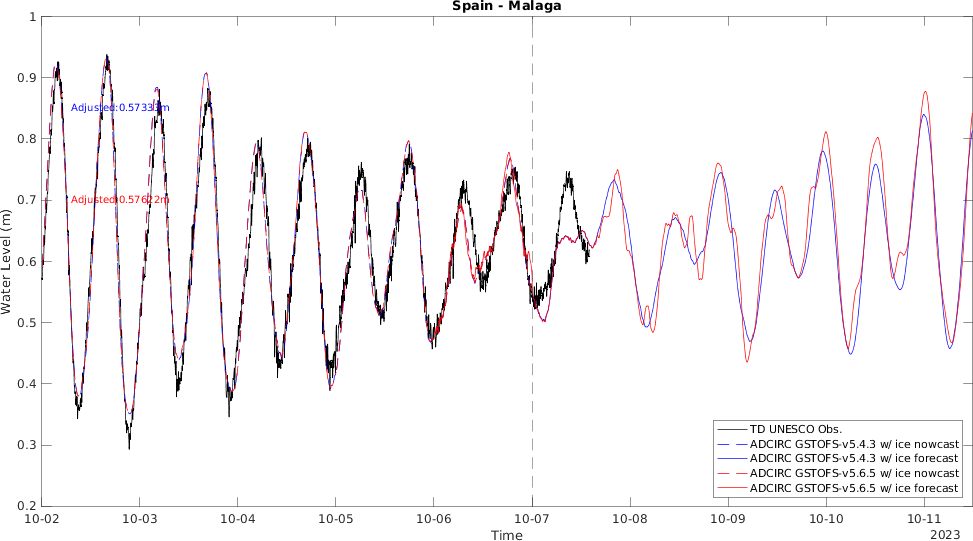 Spain - Malaga
1
0.9
Adjusted:0.57333m
0.8
0.7
Adjusted:0.57622m
0.6
0.5
0.4
0.3
0.2
Water Level (m)
TD UNESCO Obs.
ADCIRC GSTOFS-v5.4.3 w/ ice nowcast
ADCIRC GSTOFS-v5.4.3 w/ ice forecast
ADCIRC GSTOFS-v5.6.5 w/ ice nowcast
ADCIRC GSTOFS-v5.6.5 w/ ice forecast
10-02 10-03 10-04 10-05 10-06 10-07 10-08 10-09 10-10 10-11
Time
2023